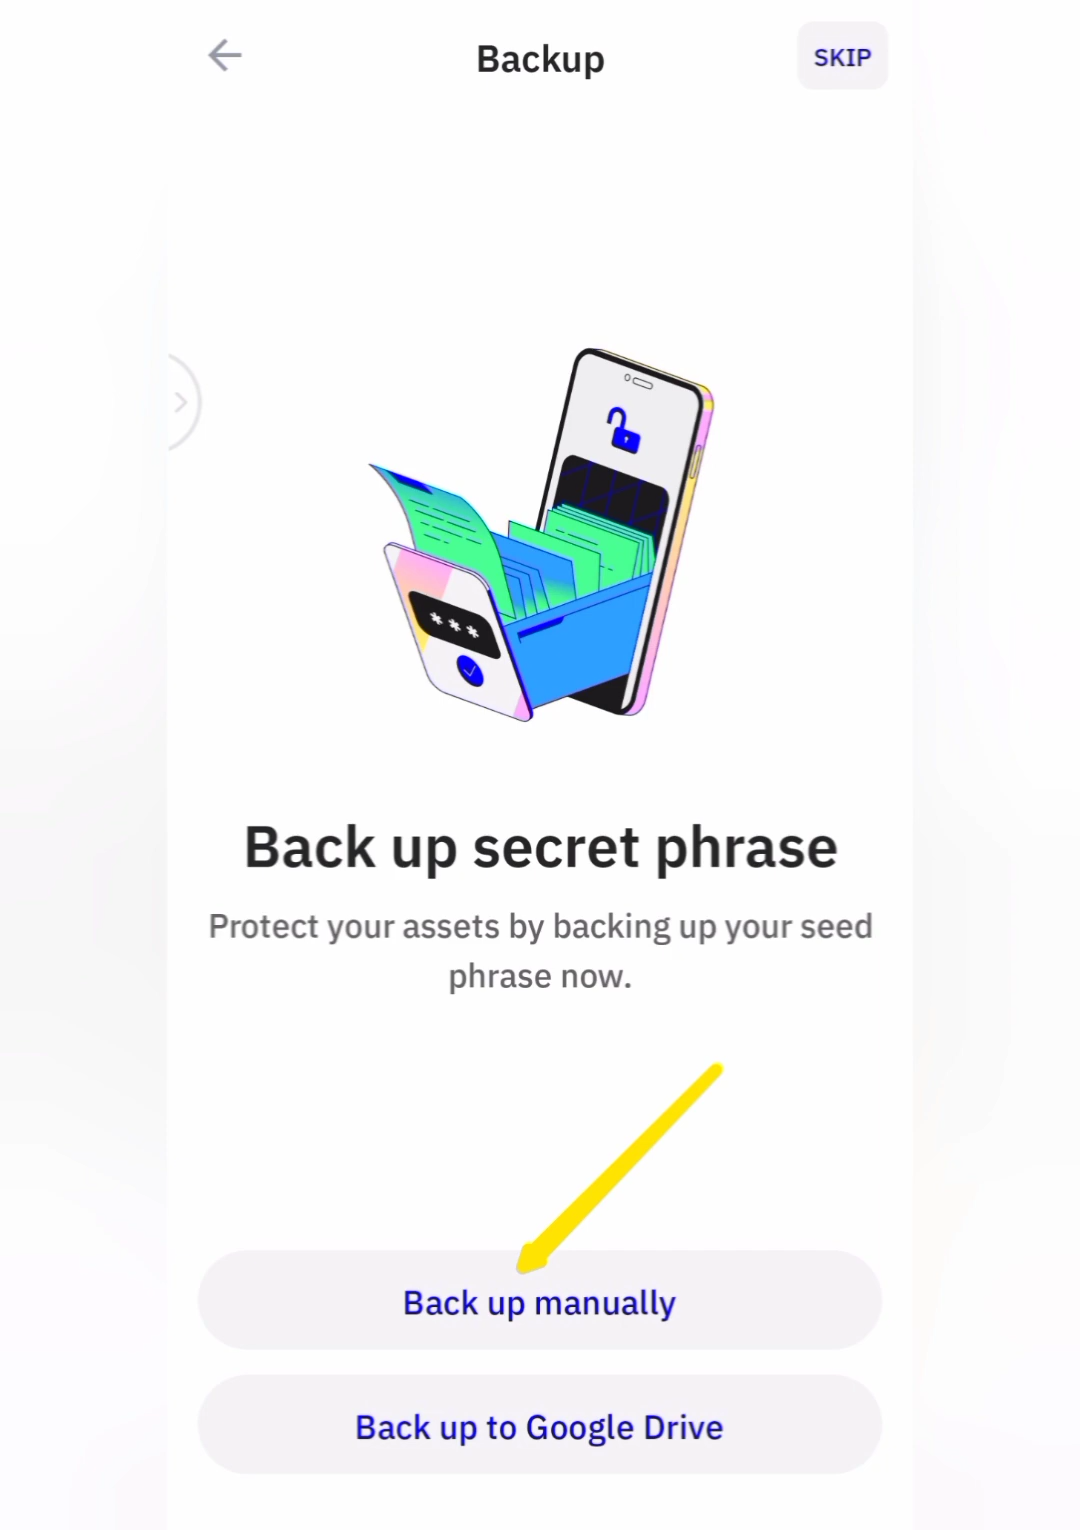 Backup
SKIP
***
Back up secret phrase
Protect your assets by backing up your seed
phrase now.
Back up manually
Back up to Google Drive